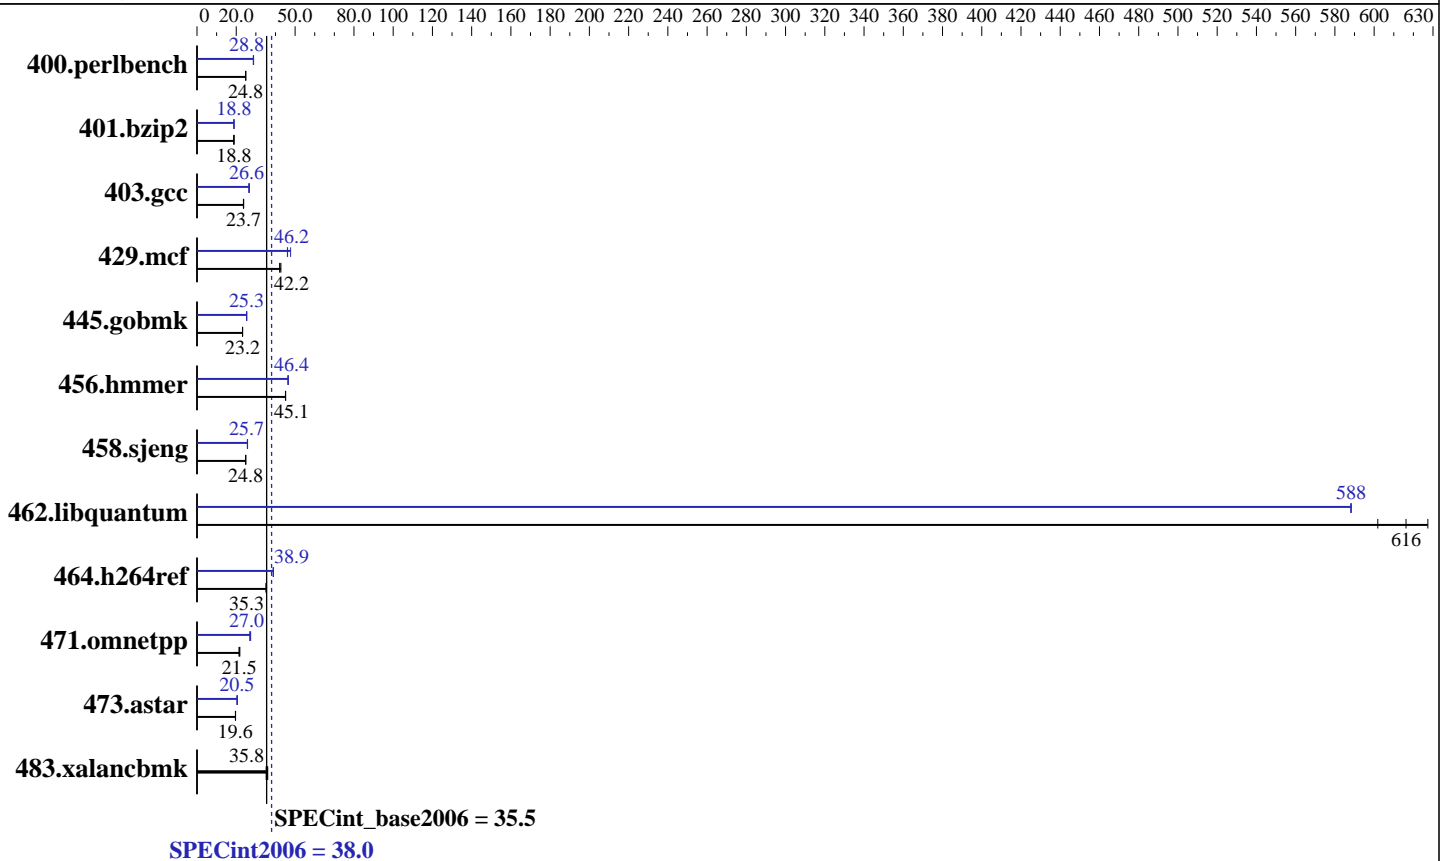 0 20.0 50.0 80.0 100 120 140 160 180 200 220 240 260 280 300 320 340 360 380 400 420 440 460 480 500 520 540 560 580 600 630
28.8
400.perlbench
24.8
18.8
401.bzip2
18.8
26.6
403.gcc
23.7
46.2
429.mcf
42.2
25.3
445.gobmk
23.2
46.4
456.hmmer
45.1
25.7
458.sjeng
24.8
588
462.libquantum
616
38.9
464.h264ref
35.3
27.0
471.omnetpp
21.5
20.5
473.astar
19.6
35.8
483.xalancbmk
SPECint_base2006 = 35.5
SPECint2006 = 38.0